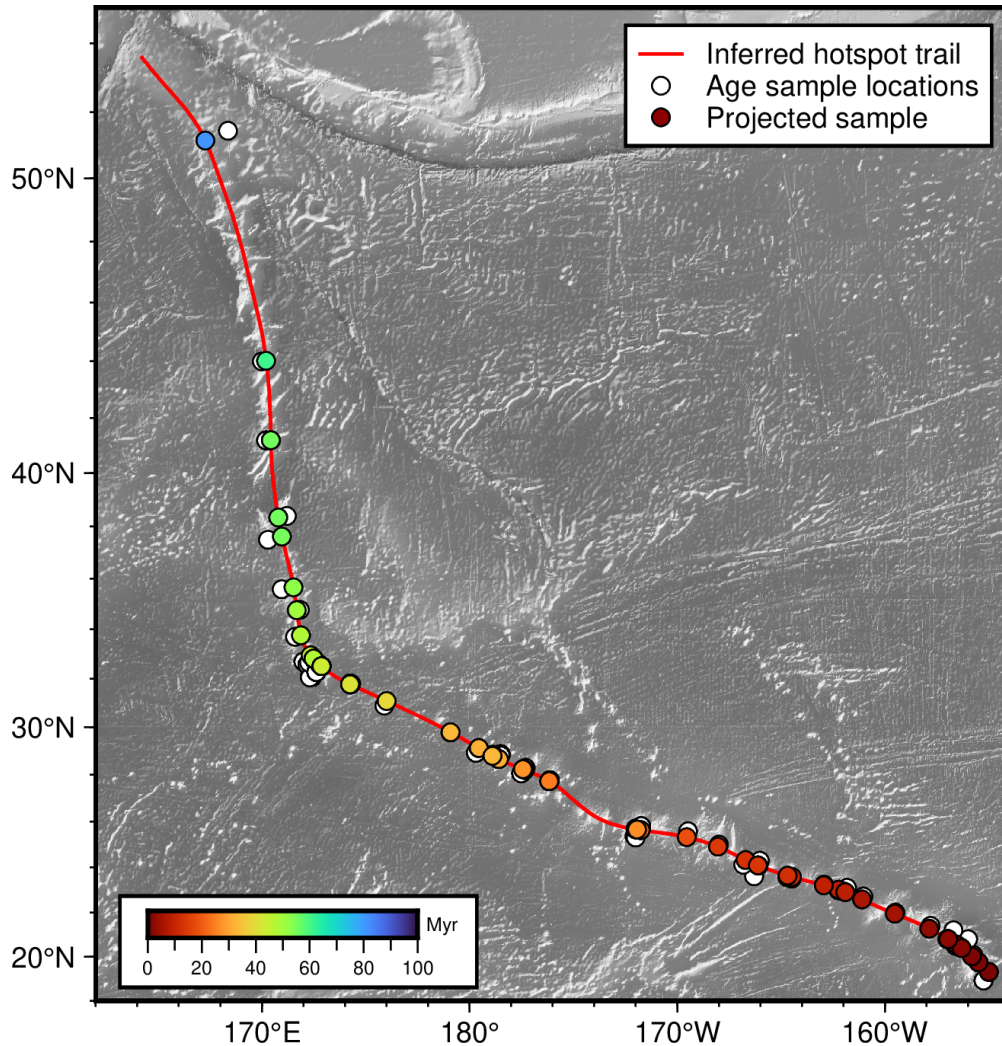 Inferred hotspot trail
Age sample locations
Projected sample
50°N
40°N
30°N
20°N
Myr
0 20 40 60 80 100
170°E 180° 170°W 160°W